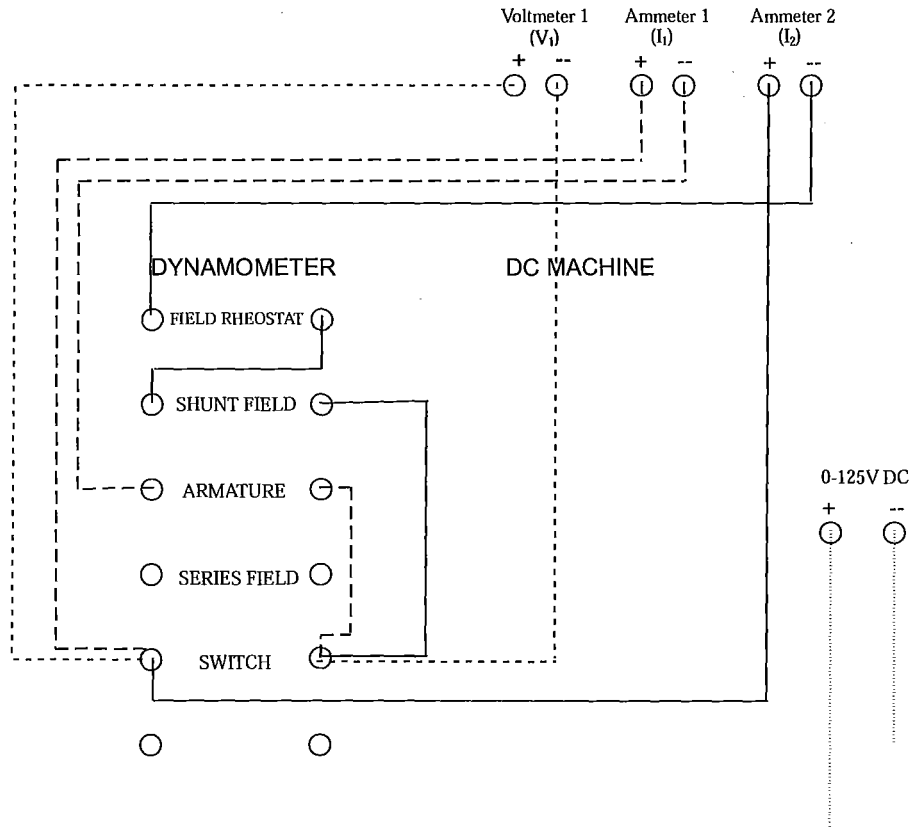 Voltmeter 1 Ammeter 1 Ammeter 2
(V₁) (I₁) (I₂)
+ -- + -- + --
DYNAMOMETER DC MACHINE
FIELD RHEOSTAT
SHUNT FIELD
0-125V DC
ARMATURE
+ --
SERIES FIELD
SWITCH